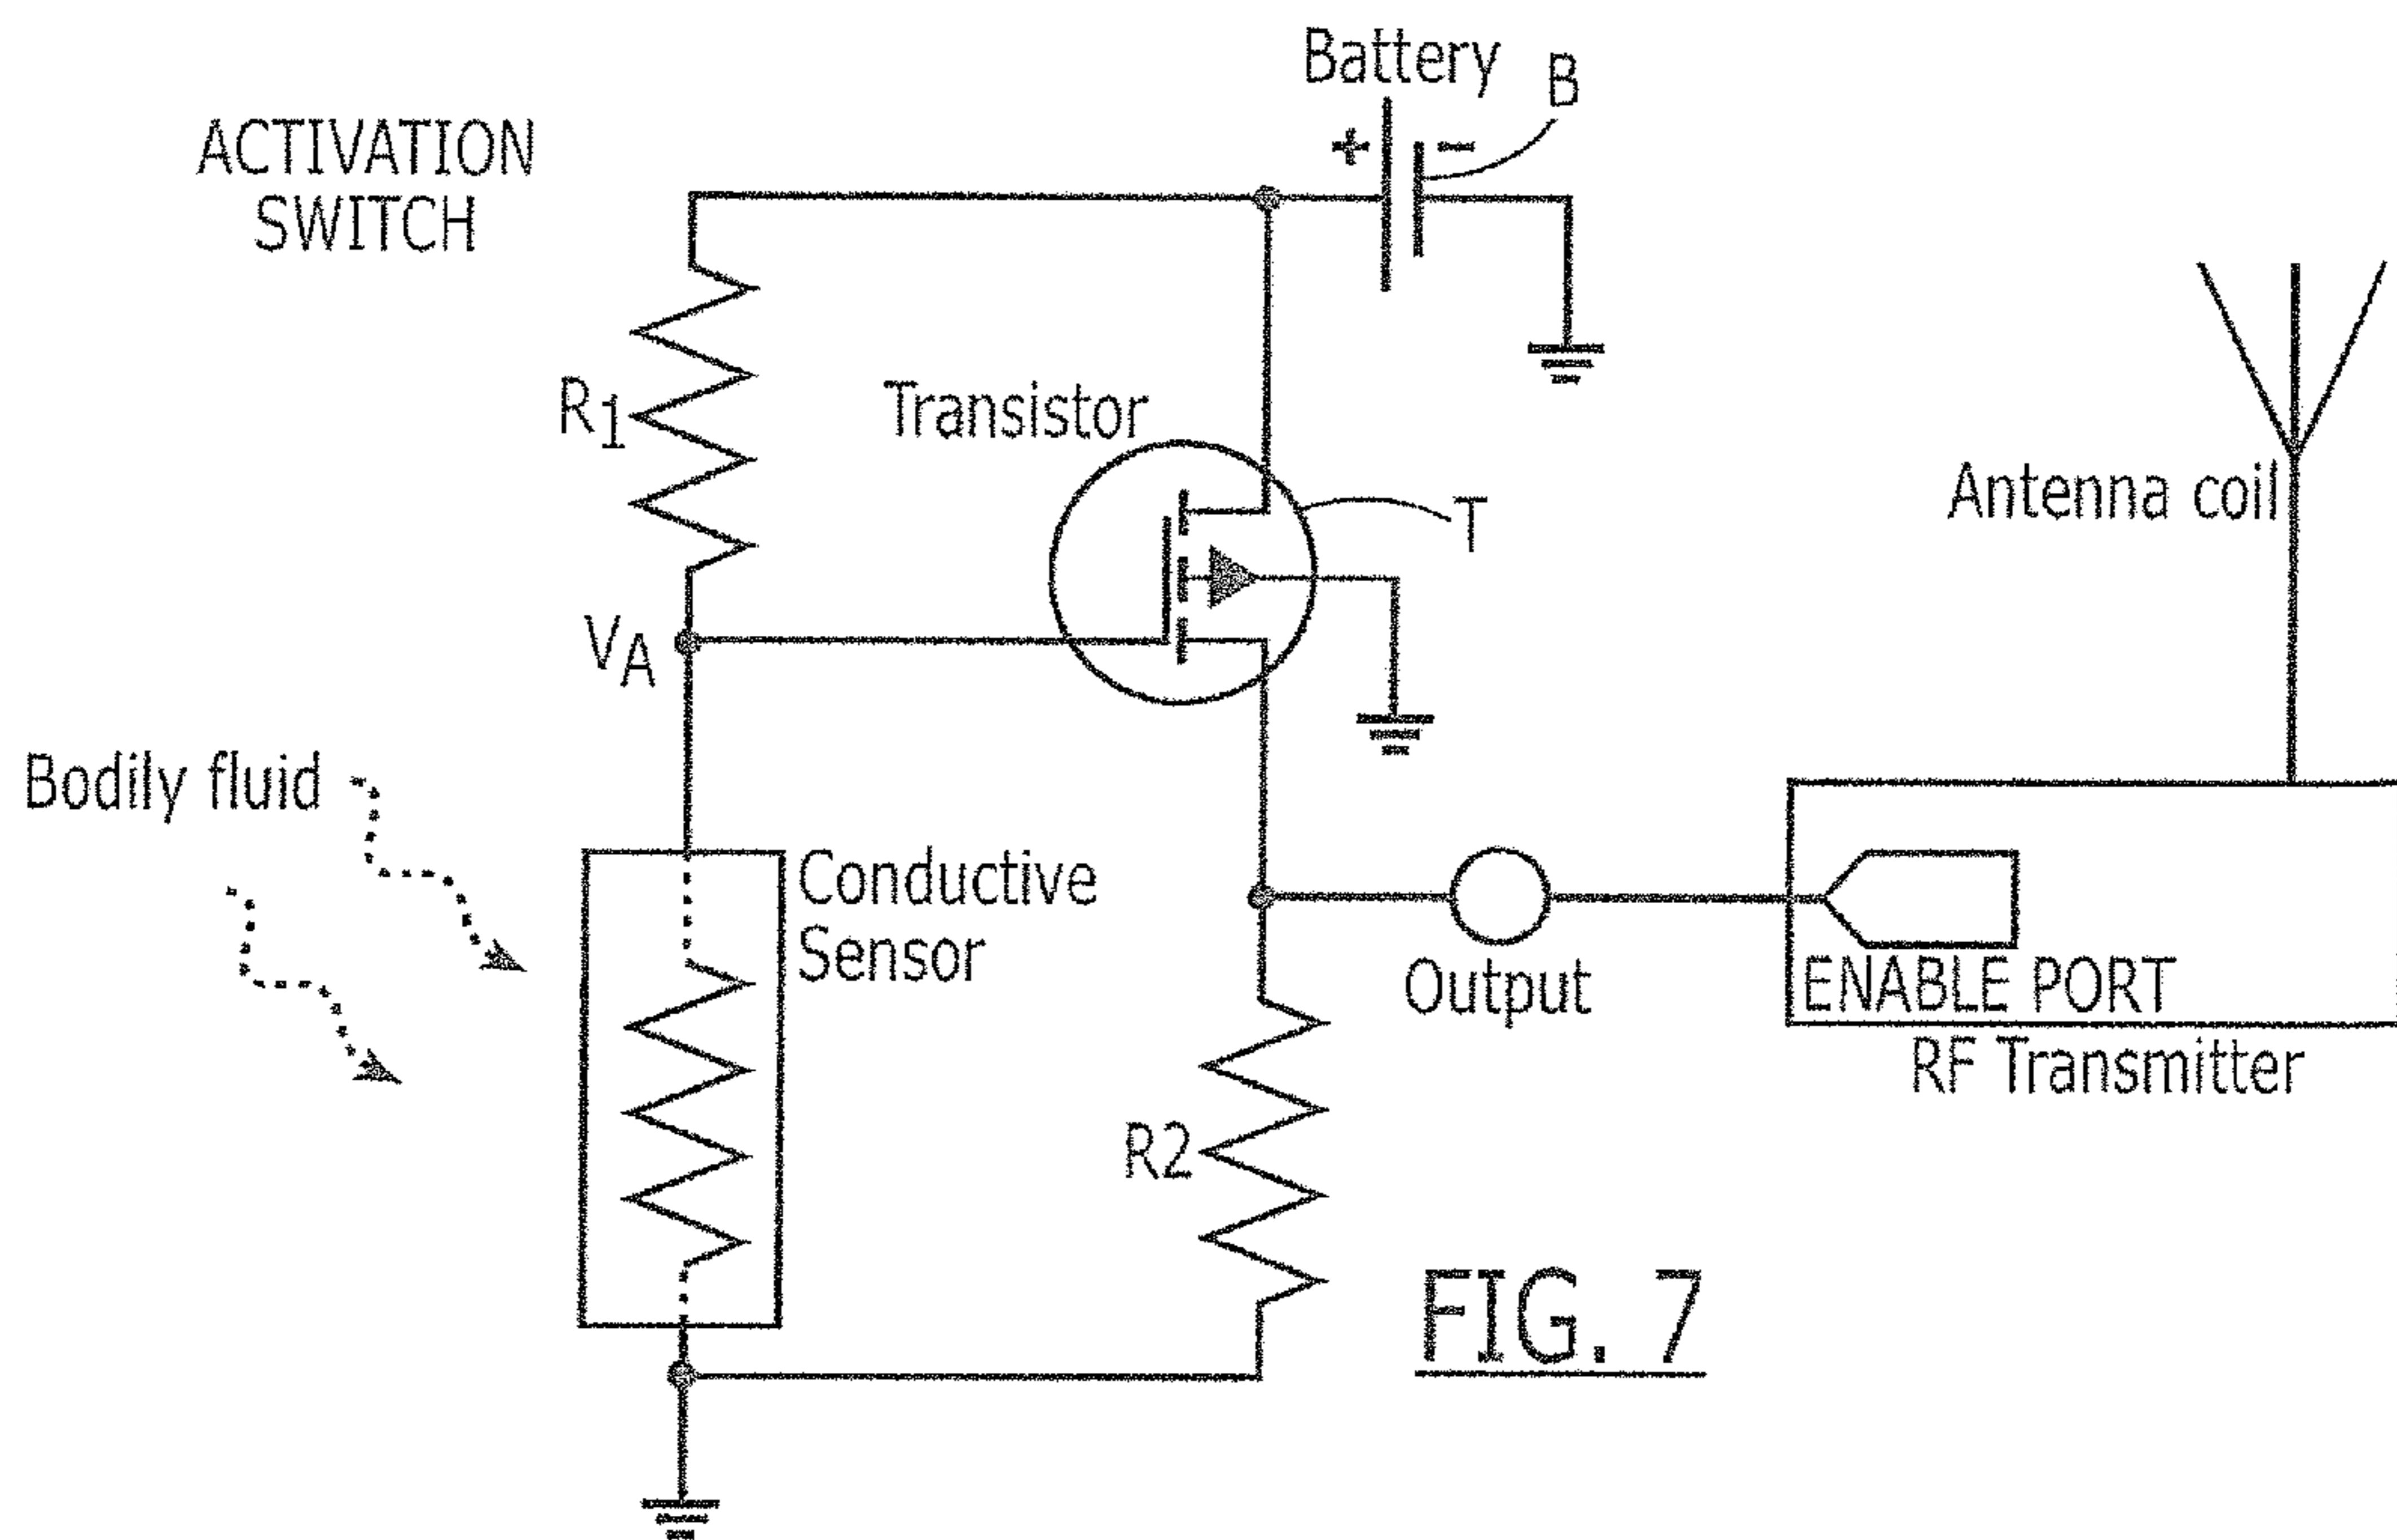 Battery
B
+
-
ACTIVATION
SWITCH
R1
Transistor
T
Antenna coil
VA
Bodily fluid
Conductive
Sensor
Output
ENABLE PORT
RF Transmitter
R2
FIG. 7